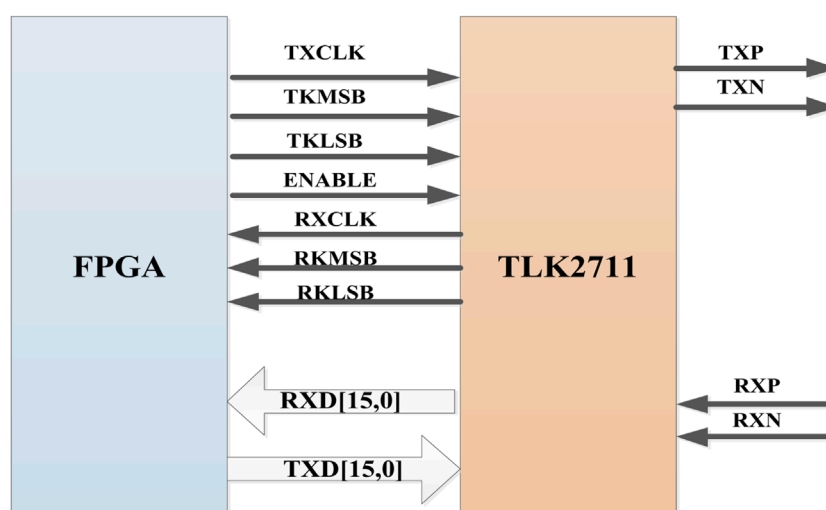 TXCLK
TXP
TKMSB
TXN
TKLSB
ENABLE
RXCLK
FPGA
RKMSB
TLK2711
RKLSB
RXP
RXD[15,0]
RXN
TXD[15,0]